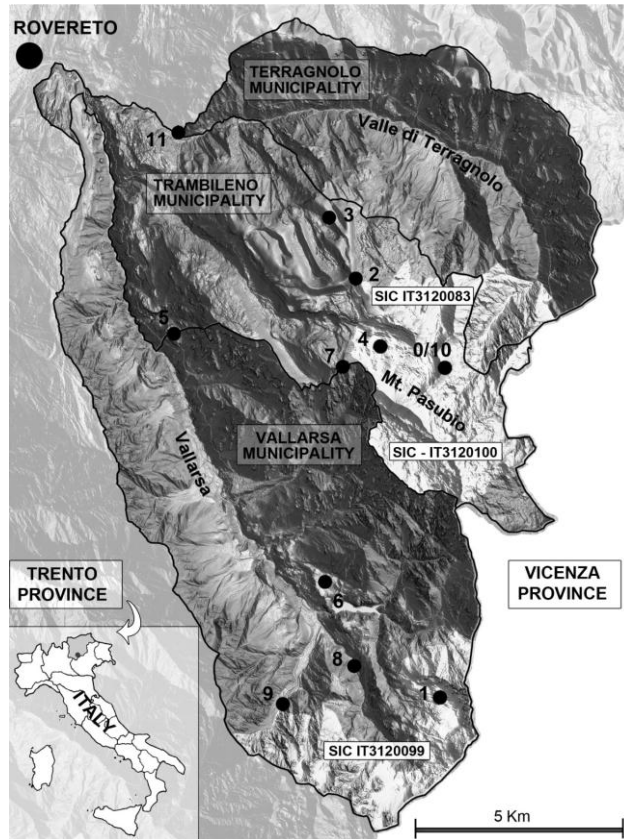 ROVERETO
TERRAGNOLO
MUNICIPALITY
Valle di Terragnolo
11
TRAMBILENO
MUNICIPALITY
3
2
SIC IT3120083
5
4
0/10
7
Mt. Pasubio
Vallarsa
VALLARSA
MUNICIPALITY
SIC - IT3120100
TRENTO
PROVINCE
VICENZA
PROVINCE
6
8
9
1
ITALY
SIC IT3120099
5 Km